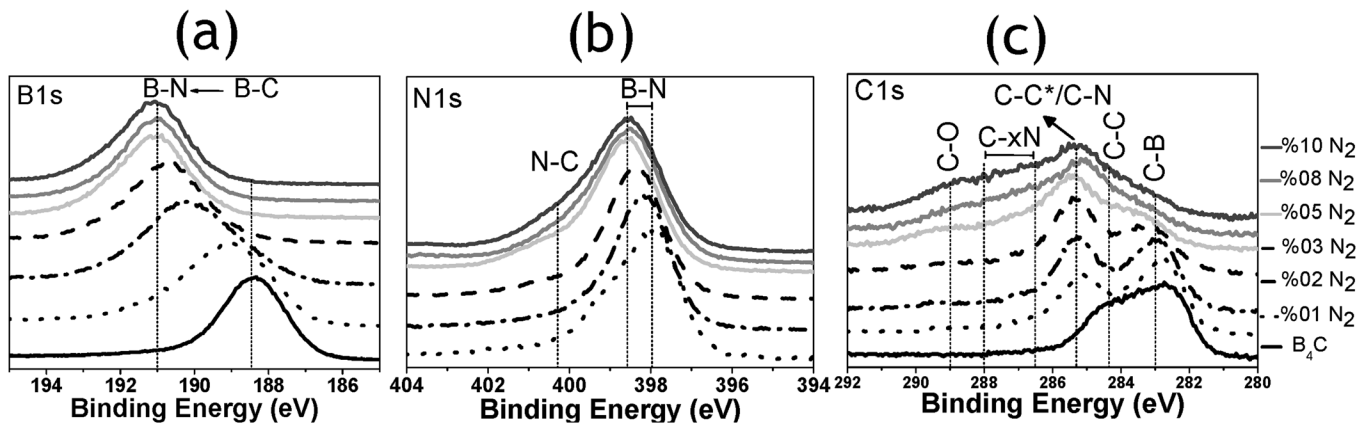 (a)
B1s
B-N ← B-C
194 192 190 188 186
Binding Energy (eV)
(b)
N1s
B-N
N-C
404 402 400 398 396 394
Binding Energy (eV)
(c)
C1s
C-C*/C-N
C-O
C-xN
C-C
C-B
292 290 288 286 284 282 280
Binding Energy (eV)
%10 N₂
%08 N₂
%05 N₂
%03 N₂
%02 N₂
%01 N₂
B₄C